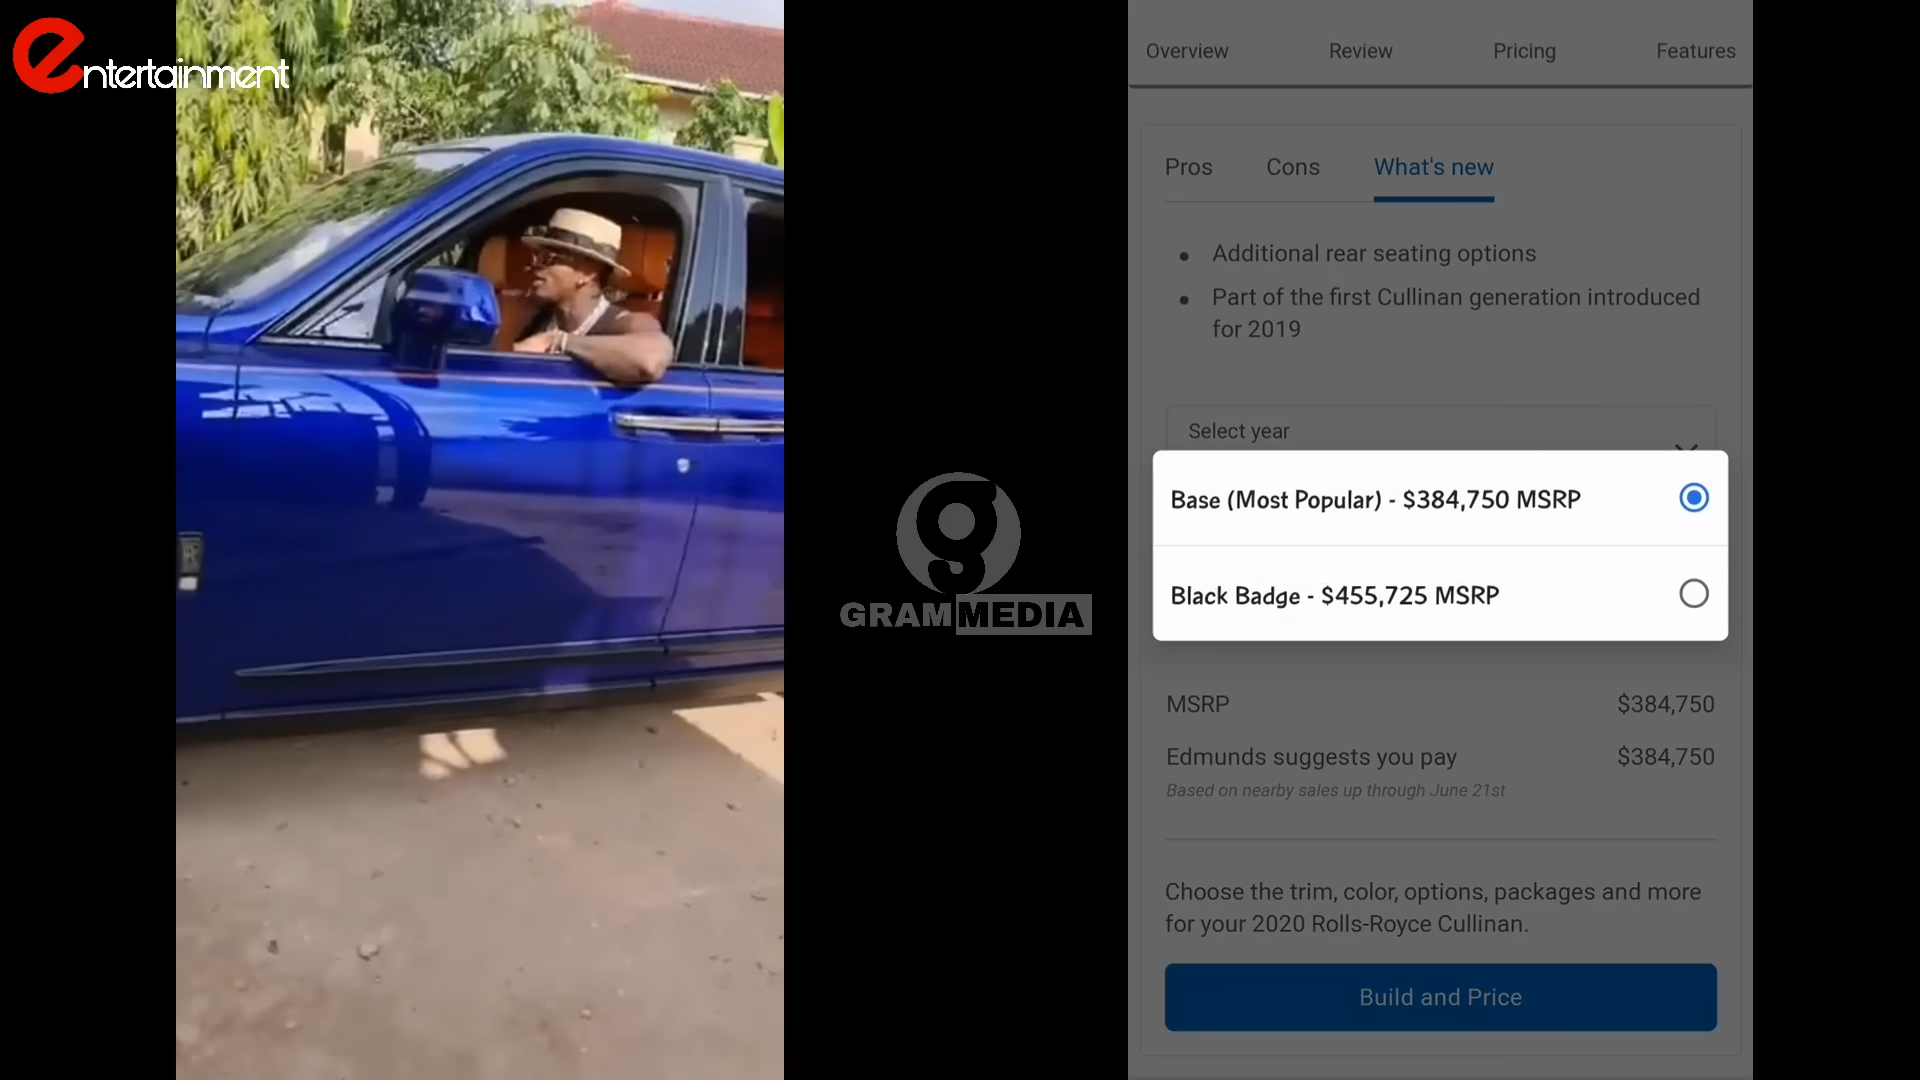 entertainment
GRAMMEDIA
Overview
Review
Pricing
Features
Pros
Cons
What's new
Additional rear seating options
Part of the first Cullinan generation introduced
for 2019
Select year
Base (Most Popular) - $384,750 MSRP
Black Badge - $455,725 MSRP
MSRP
$384,750
Edmunds suggests you pay
$384,750
Based on nearby sales up through June 21st
Choose the trim, color, options, packages and more
for your 2020 Rolls-Royce Cullinan.
Build and Price